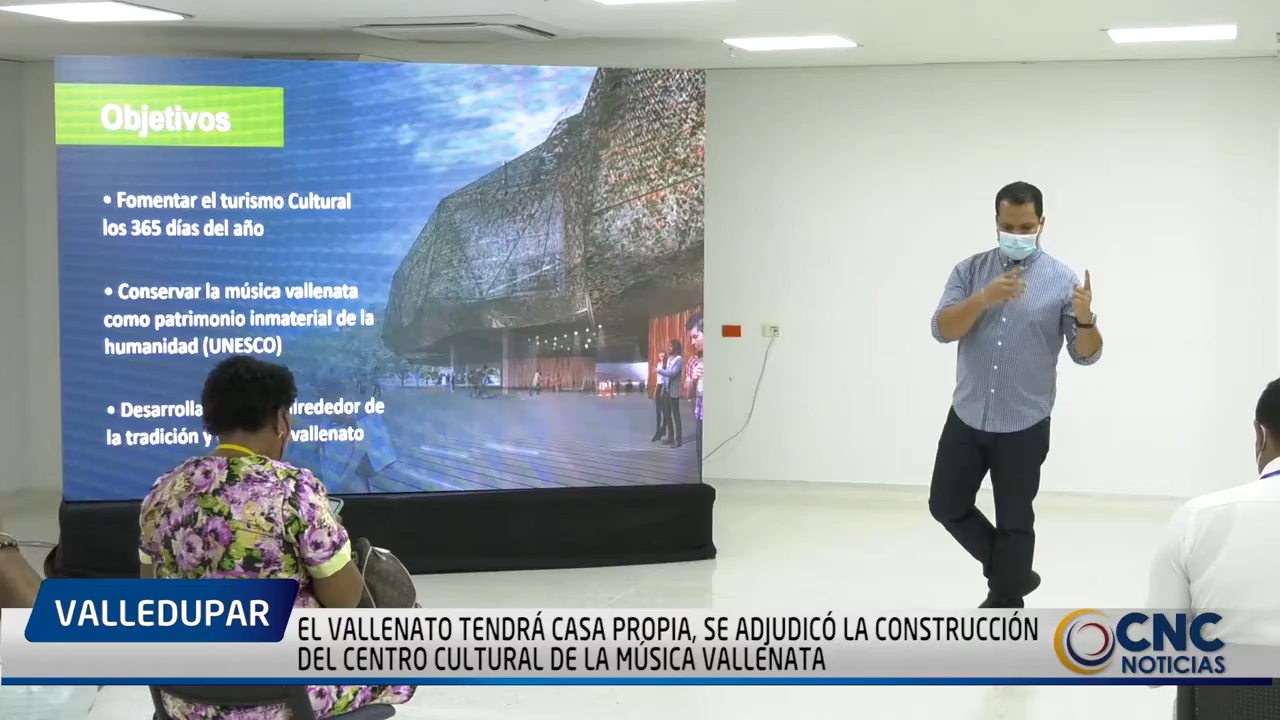 Objetivos
• Fomentar el turismo Cultural
los 365 días del año
• Conservar la música vallenata
como patrimonio inmaterial de la
humanidad (UNESCO)
• Desarrolla lrededor de
la tradición y vallenato
VALLEDUPAR
EL VALLENATO TENDRÁ CASA PROPIA, SE ADJUDICÓ LA CONSTRUCCIÓN
DEL CENTRO CULTURAL DE LA MÚSICA VALLENATA
CNC
NOTICIAS